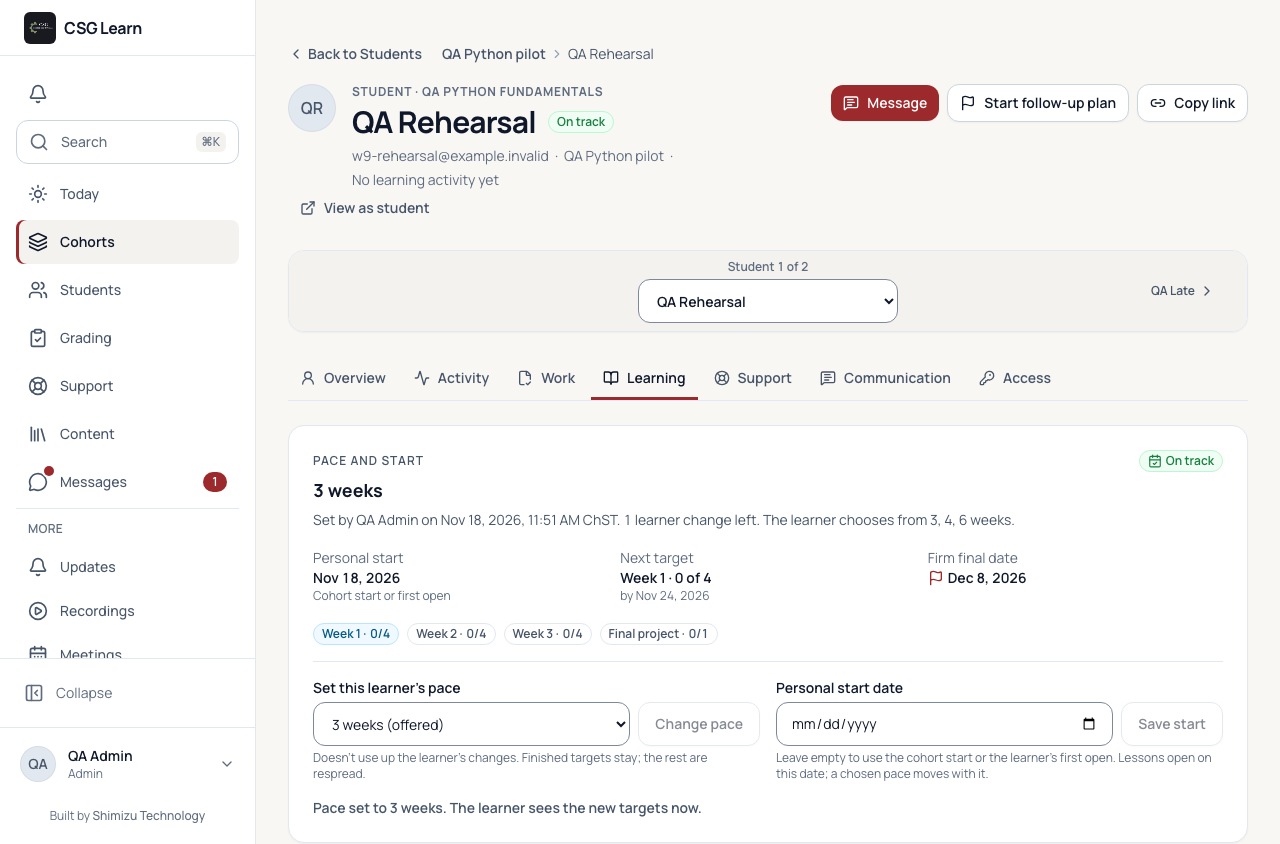 CSG Learn
Search ⌘K
Today
Cohorts
Students
Grading
Support
Content
Messages 1
MORE
Updates
Recordings
Meetings
Collapse
QA
QA Admin
Admin
Built by Shimizu Technology
Back to Students QA Python pilot QA Rehearsal
QR
STUDENT · QA PYTHON FUNDAMENTALS
QA Rehearsal On track
w9-rehearsal@example.invalid · QA Python pilot ·
No learning activity yet
View as student
Message Start follow-up plan Copy link
Student 1 of 2
QA Rehearsal
QA Late
Overview Activity Work Learning Support Communication Access
PACE AND START On track
3 weeks
Set by QA Admin on Nov 18, 2026, 11:51 AM ChST. 1 learner change left. The learner chooses from 3, 4, 6 weeks.
Personal start Next target Firm final date
Nov 18, 2026 Week 1 · 0 of 4 Dec 8, 2026
Cohort start or first open by Nov 24, 2026
Week 1 · 0/4 Week 2 · 0/4 Week 3 · 0/4 Final project · 0/1
Set this learner's pace
3 weeks (offered) Change pace
Doesn't use up the learner's changes. Finished targets stay; the rest are
respread.
Personal start date
mm/dd/yyyy Save start
Leave empty to use the cohort start or the learner's first open. Lessons open on
this date; a chosen pace moves with it.
Pace set to 3 weeks. The learner sees the new targets now.